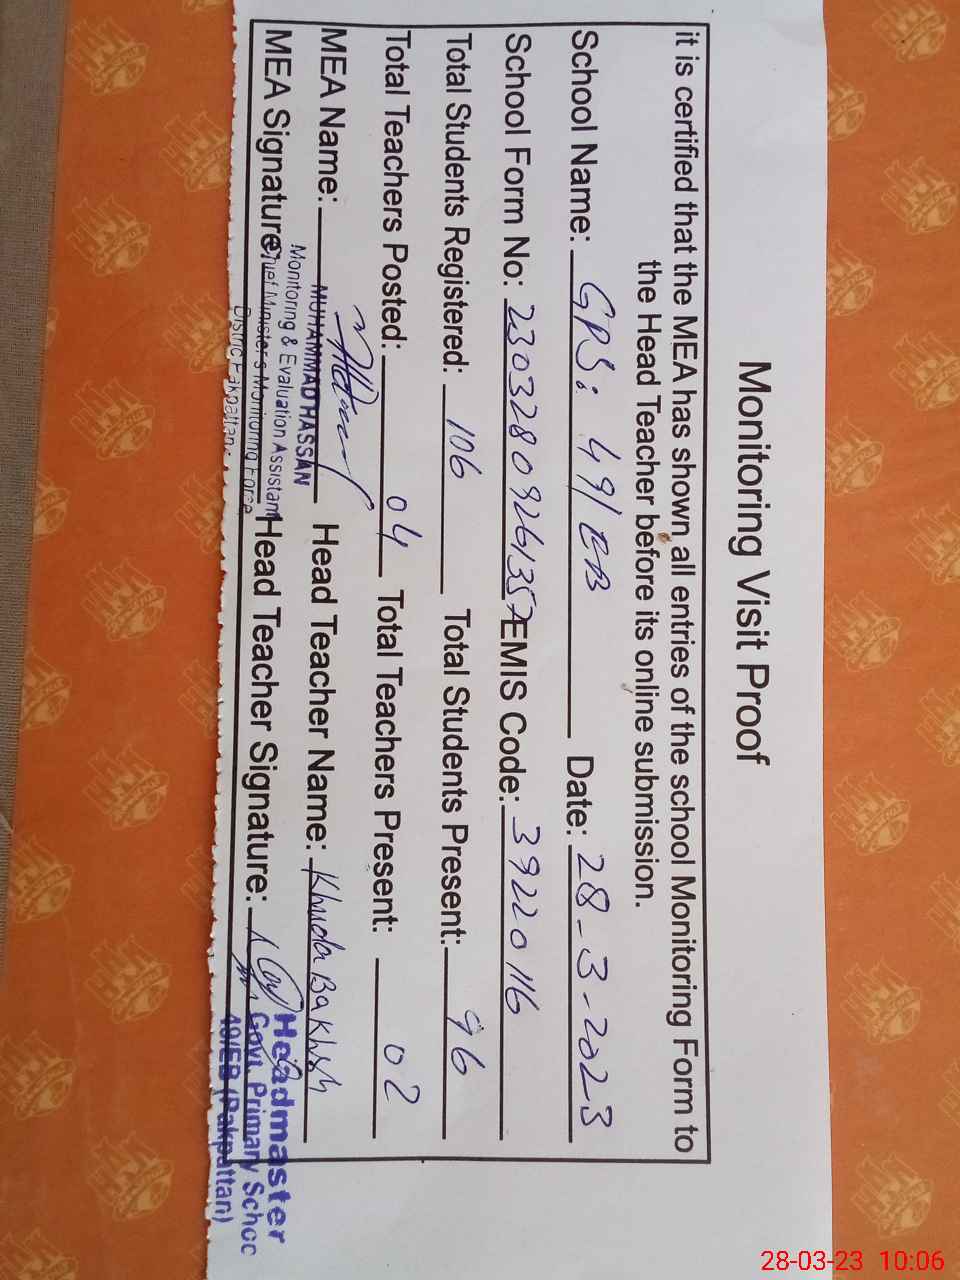 Monitoring Visit Proof
it is certified that the MEA has shown all entries of the school Monitoring Form to
the Head Teacher before its online submission.
School Name: GPS: 49/EB Date: 28-3-2023
School Form No: 23032809261357 EMIS Code: 39220116
Total Students Registered: 106 Total Students Present: 96
Total Teachers Posted: 04 Total Teachers Present: 02
MEA Name: Head Teacher Name: Khuda Bakhsh
MEA Signature: Head Teacher Signature:
MUHAMMAD HASSAN
Monitoring & Evaluation Assistant
Chief Minister's Monitoring Force
District Pakpattan.
Headmaster
Govt. Primary Schoo
49/EB (Pakpattan)
28-03-23 10:06